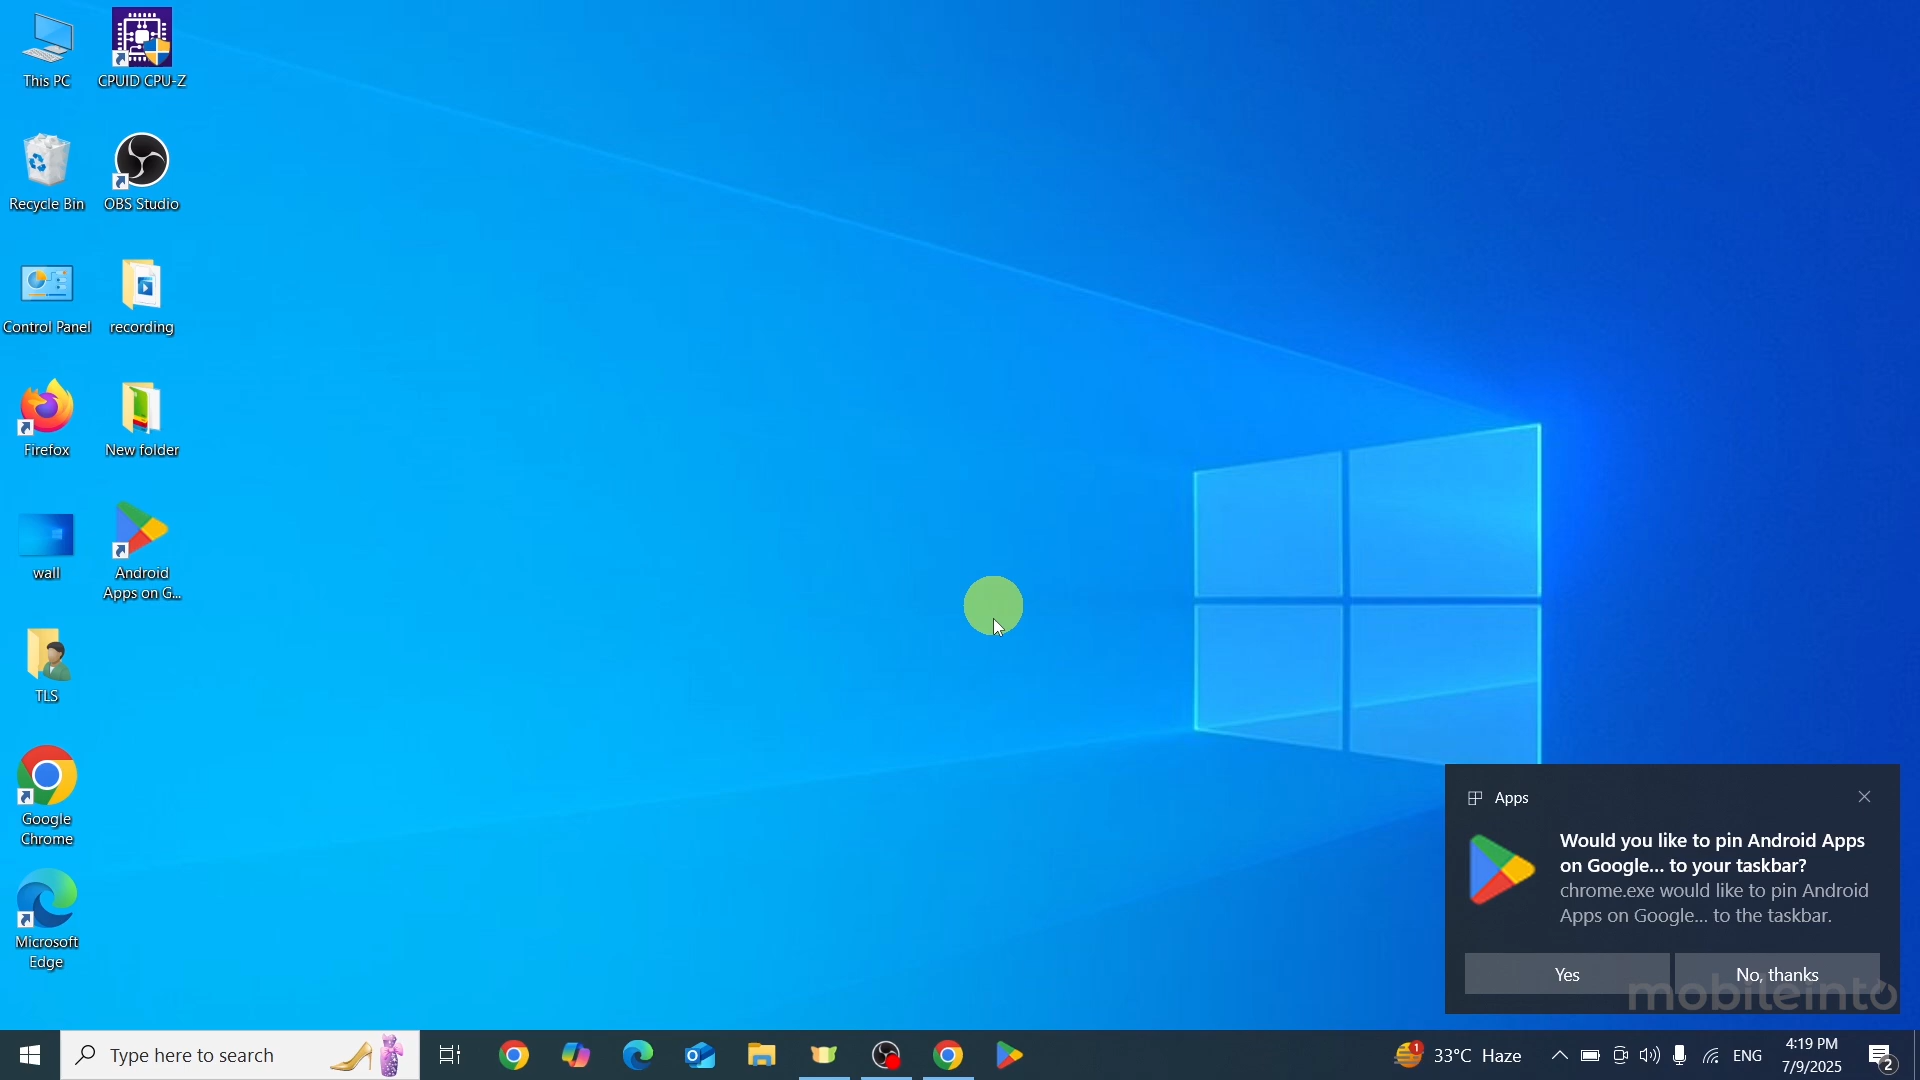 This PC
CPUID CPU-Z
Recycle Bin
OBS Studio
Control Panel
recording
Firefox
New folder
wall
Android
Apps on G...
TLS
Google
Chrome
Microsoft
Edge
Apps
Would you like to pin Android Apps
on Google... to your taskbar?
chrome.exe would like to pin Android
Apps on Google... to the taskbar.
Yes
No, thanks
mobileinto
Type here to search
1
33°C Haze
ENG
4:19 PM
7/9/2025
2